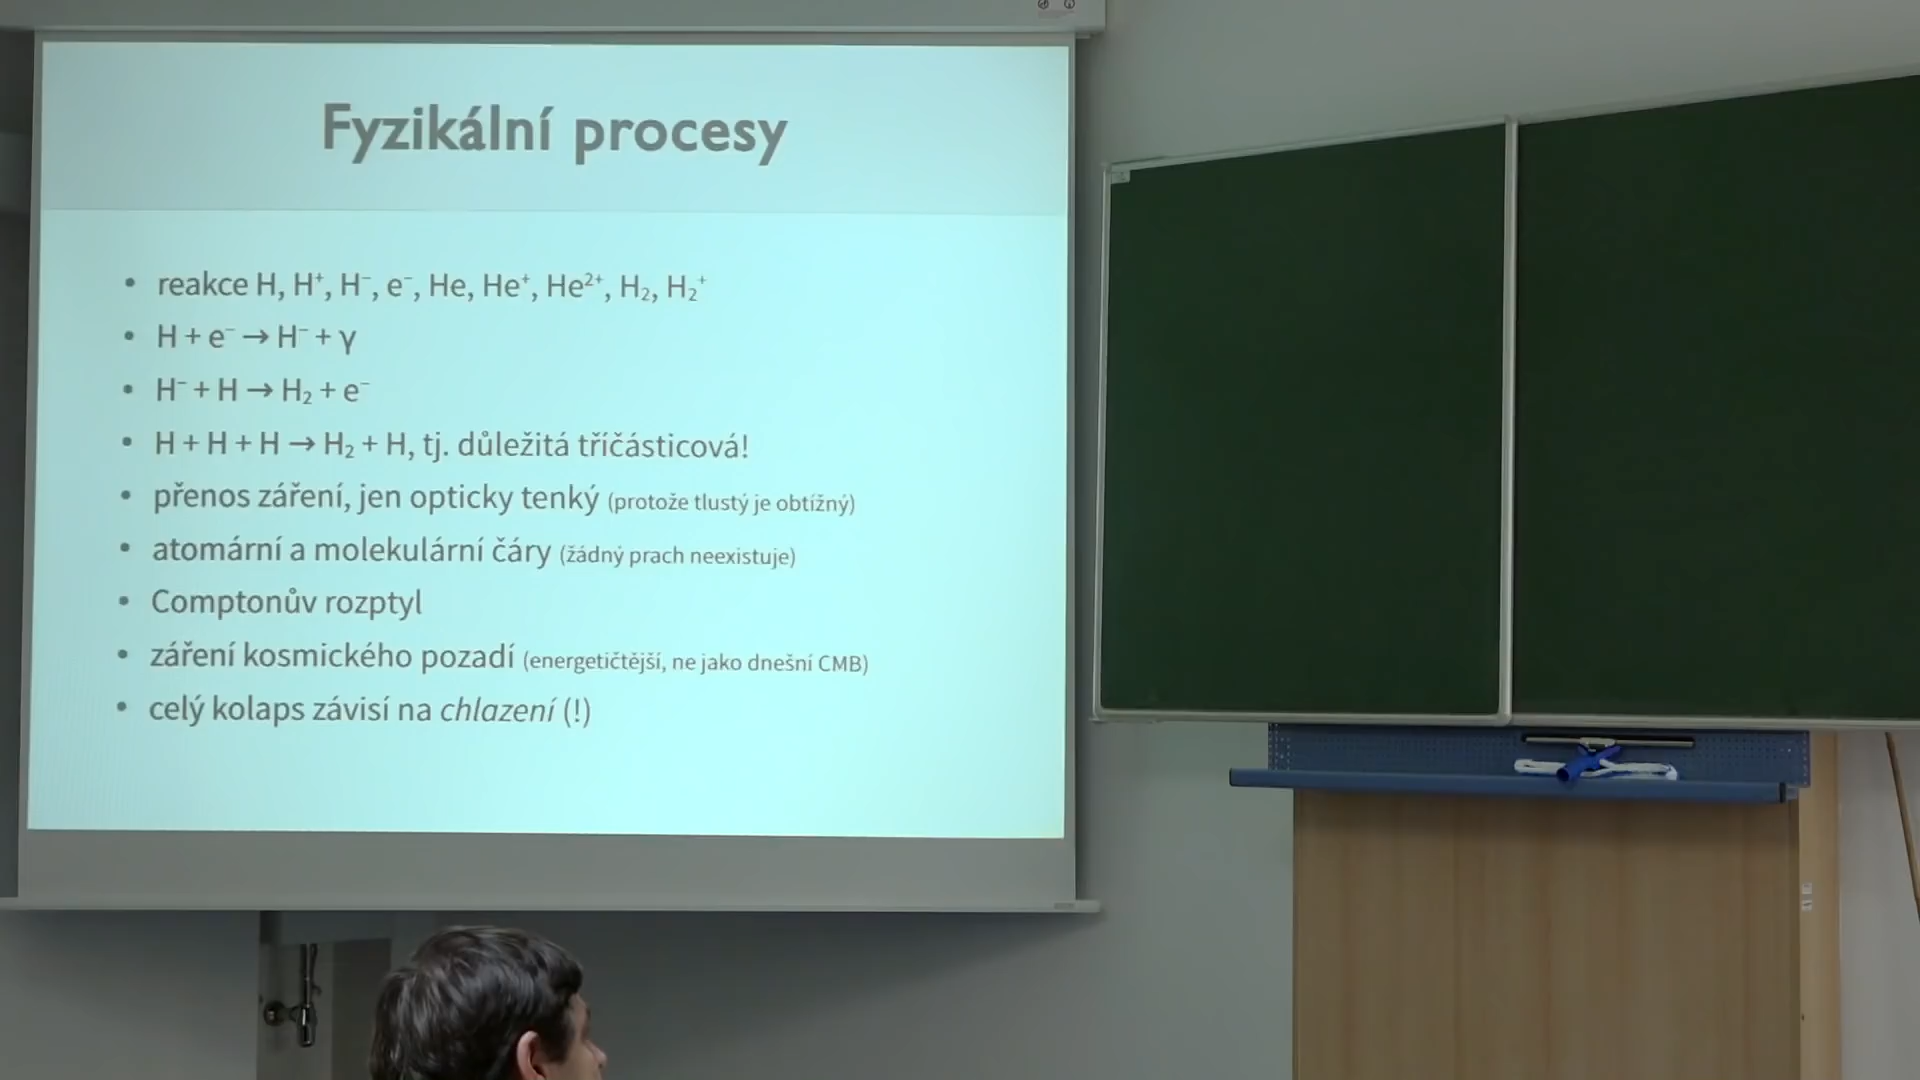 Fyzikální procesy
• reakce H, H⁺, H⁻, e⁻, He, He⁺, He²⁺, H₂, H₂⁺
• H + e⁻ → H⁻ + γ
• H⁻ + H → H₂ + e⁻
• H + H + H → H₂ + H, tj. důležitá tříčásticová!
• přenos záření, jen opticky tenký (protože tlustý je obtížný)
• atomární a molekulární čáry (žádný prach neexistuje)
• Comptonův rozptyl
• záření kosmického pozadí (energetičtější, ne jako dnešní CMB)
• celý kolaps závisí na chlazení (!)